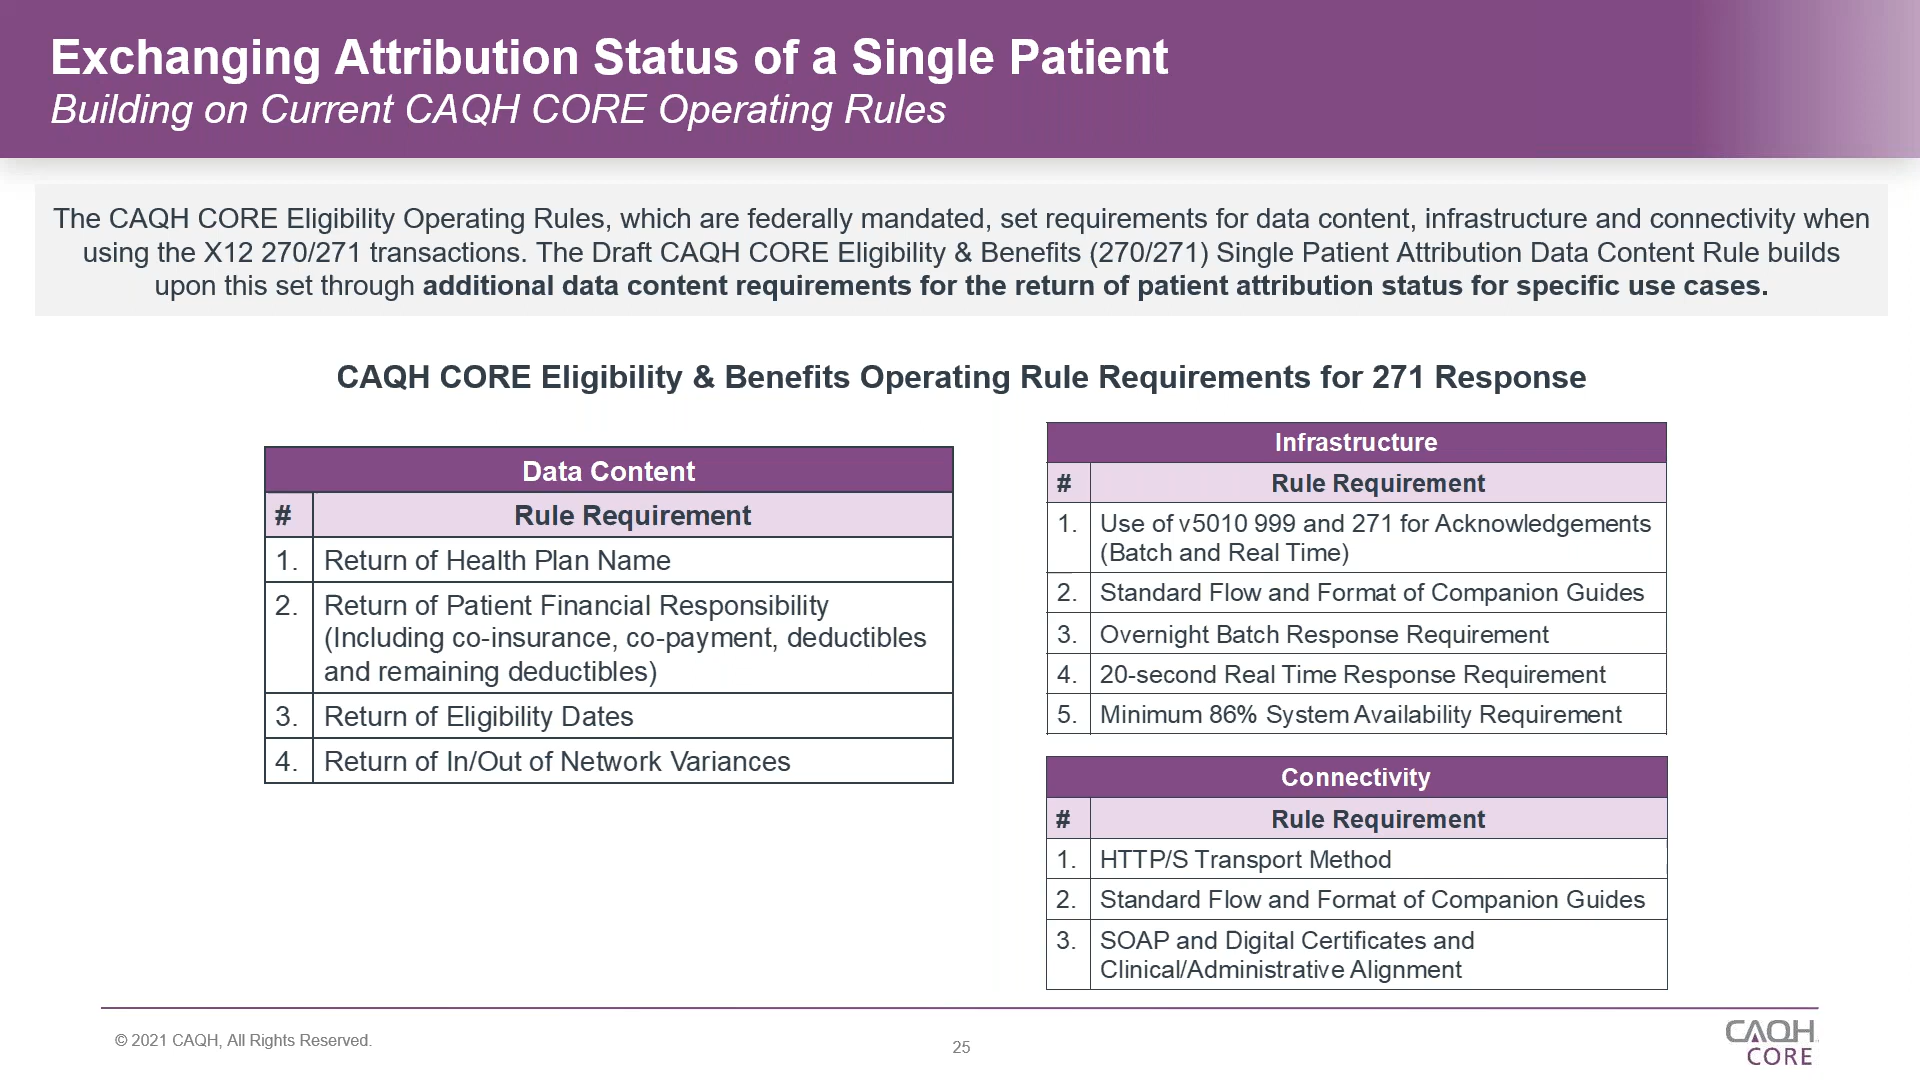 Exchanging Attribution Status of a Single Patient
Building on Current CAQH CORE Operating Rules
The CAQH CORE Eligibility Operating Rules, which are federally mandated, set requirements for data content, infrastructure and connectivity when
using the X12 270/271 transactions. The Draft CAQH CORE Eligibility & Benefits (270/271) Single Patient Attribution Data Content Rule builds
upon this set through additional data content requirements for the return of patient attribution status for specific use cases.
CAQH CORE Eligibility & Benefits Operating Rule Requirements for 271 Response
Data Content
# Rule Requirement
1. Return of Health Plan Name
2. Return of Patient Financial Responsibility
(Including co-insurance, co-payment, deductibles
and remaining deductibles)
3. Return of Eligibility Dates
4. Return of In/Out of Network Variances
Infrastructure
# Rule Requirement
1. Use of v5010 999 and 271 for Acknowledgements
(Batch and Real Time)
2. Standard Flow and Format of Companion Guides
3. Overnight Batch Response Requirement
4. 20-second Real Time Response Requirement
5. Minimum 86% System Availability Requirement
Connectivity
# Rule Requirement
1. HTTP/S Transport Method
2. Standard Flow and Format of Companion Guides
3. SOAP and Digital Certificates and
Clinical/Administrative Alignment
© 2021 CAQH, All Rights Reserved.
25
CAQH
CORE